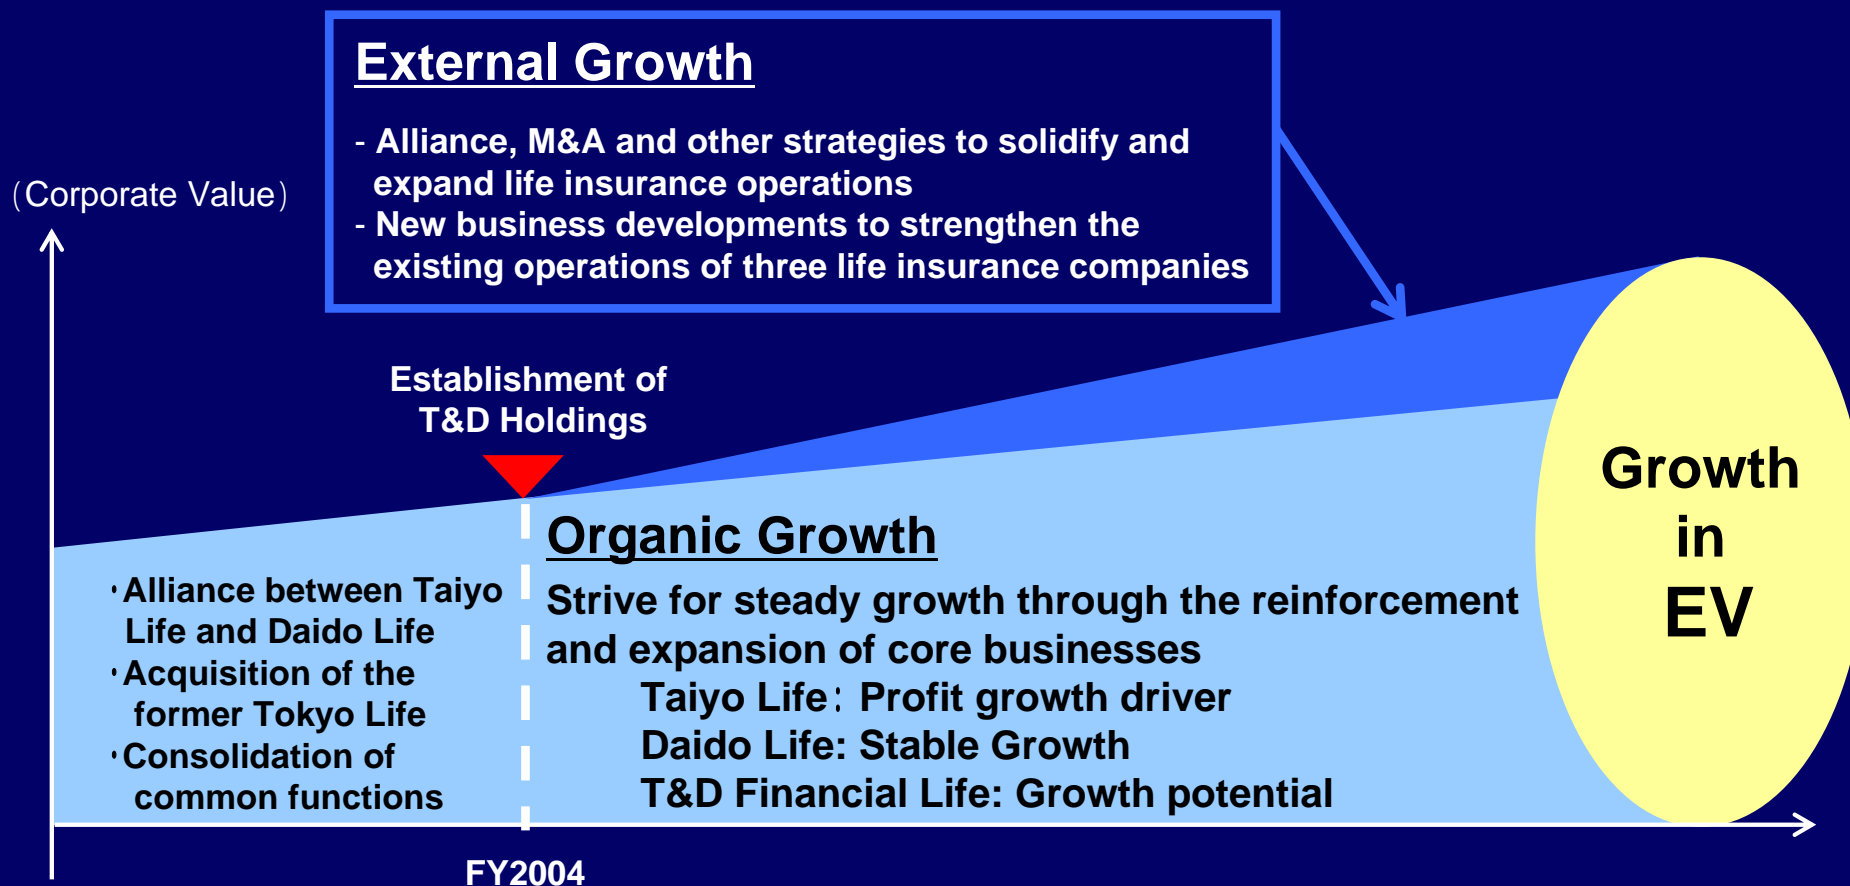 External Growth
- Alliance, M&A and other strategies to solidify and
expand life insurance operations
- New business developments to strengthen the
existing operations of three life insurance companies
(Corporate Value)
Establishment of
T&D Holdings
Organic Growth
Strive for steady growth through the reinforcement
and expansion of core businesses
Taiyo Life: Profit growth driver
Daido Life: Stable Growth
T&D Financial Life: Growth potential
・Alliance between Taiyo
Life and Daido Life
・Acquisition of the
former Tokyo Life
・Consolidation of
common functions
Growth
in
EV
FY2004